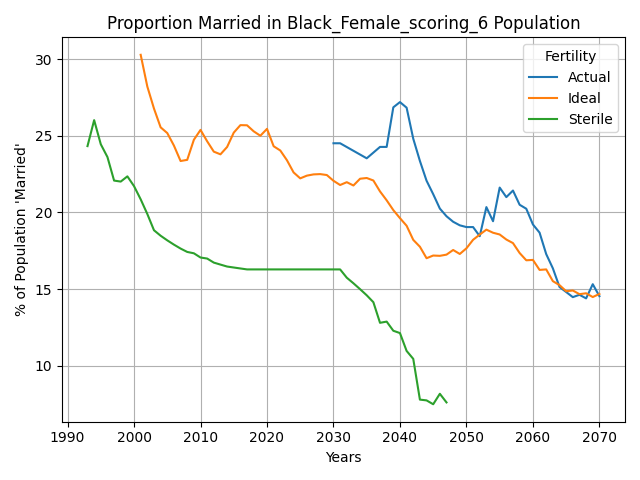 Proportion Married in Black_Female_scoring_6 Population
% of Population 'Married'
30
25
20
15
10
Fertility
Actual
Ideal
Sterile
1990 2000 2010 2020 2030 2040 2050 2060 2070
Years